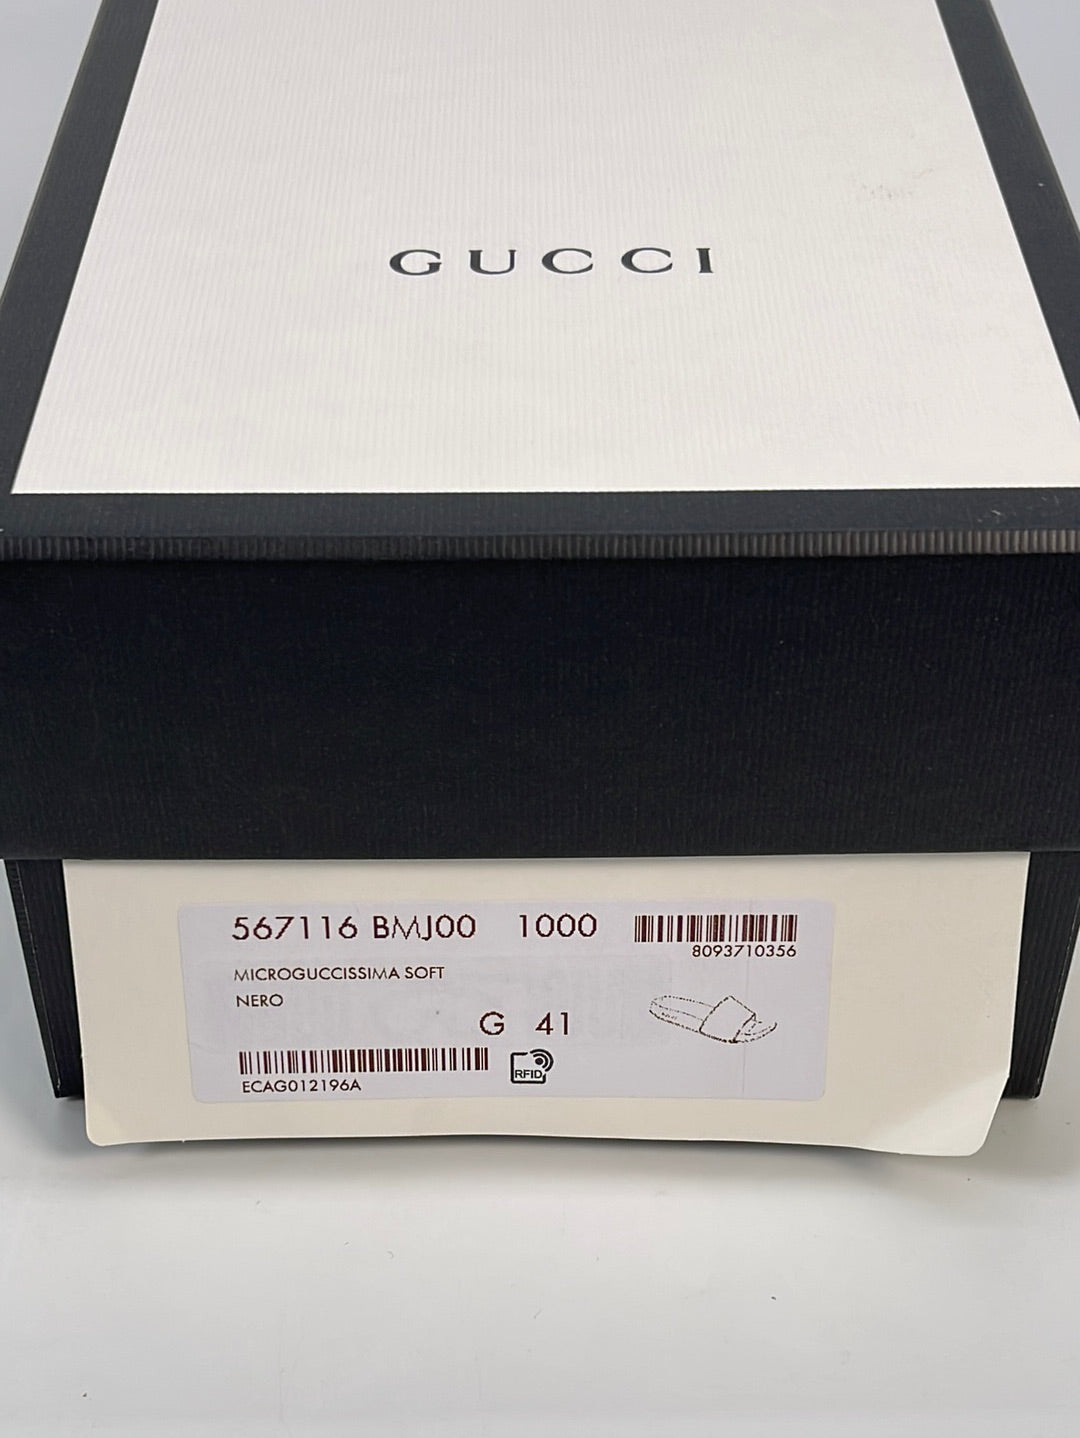 GUCCI
567116 BMJ00 1000
8093710356
MICROGUCCISSIMA SOFT
NERO
G 41
RFID
ECAG012196A